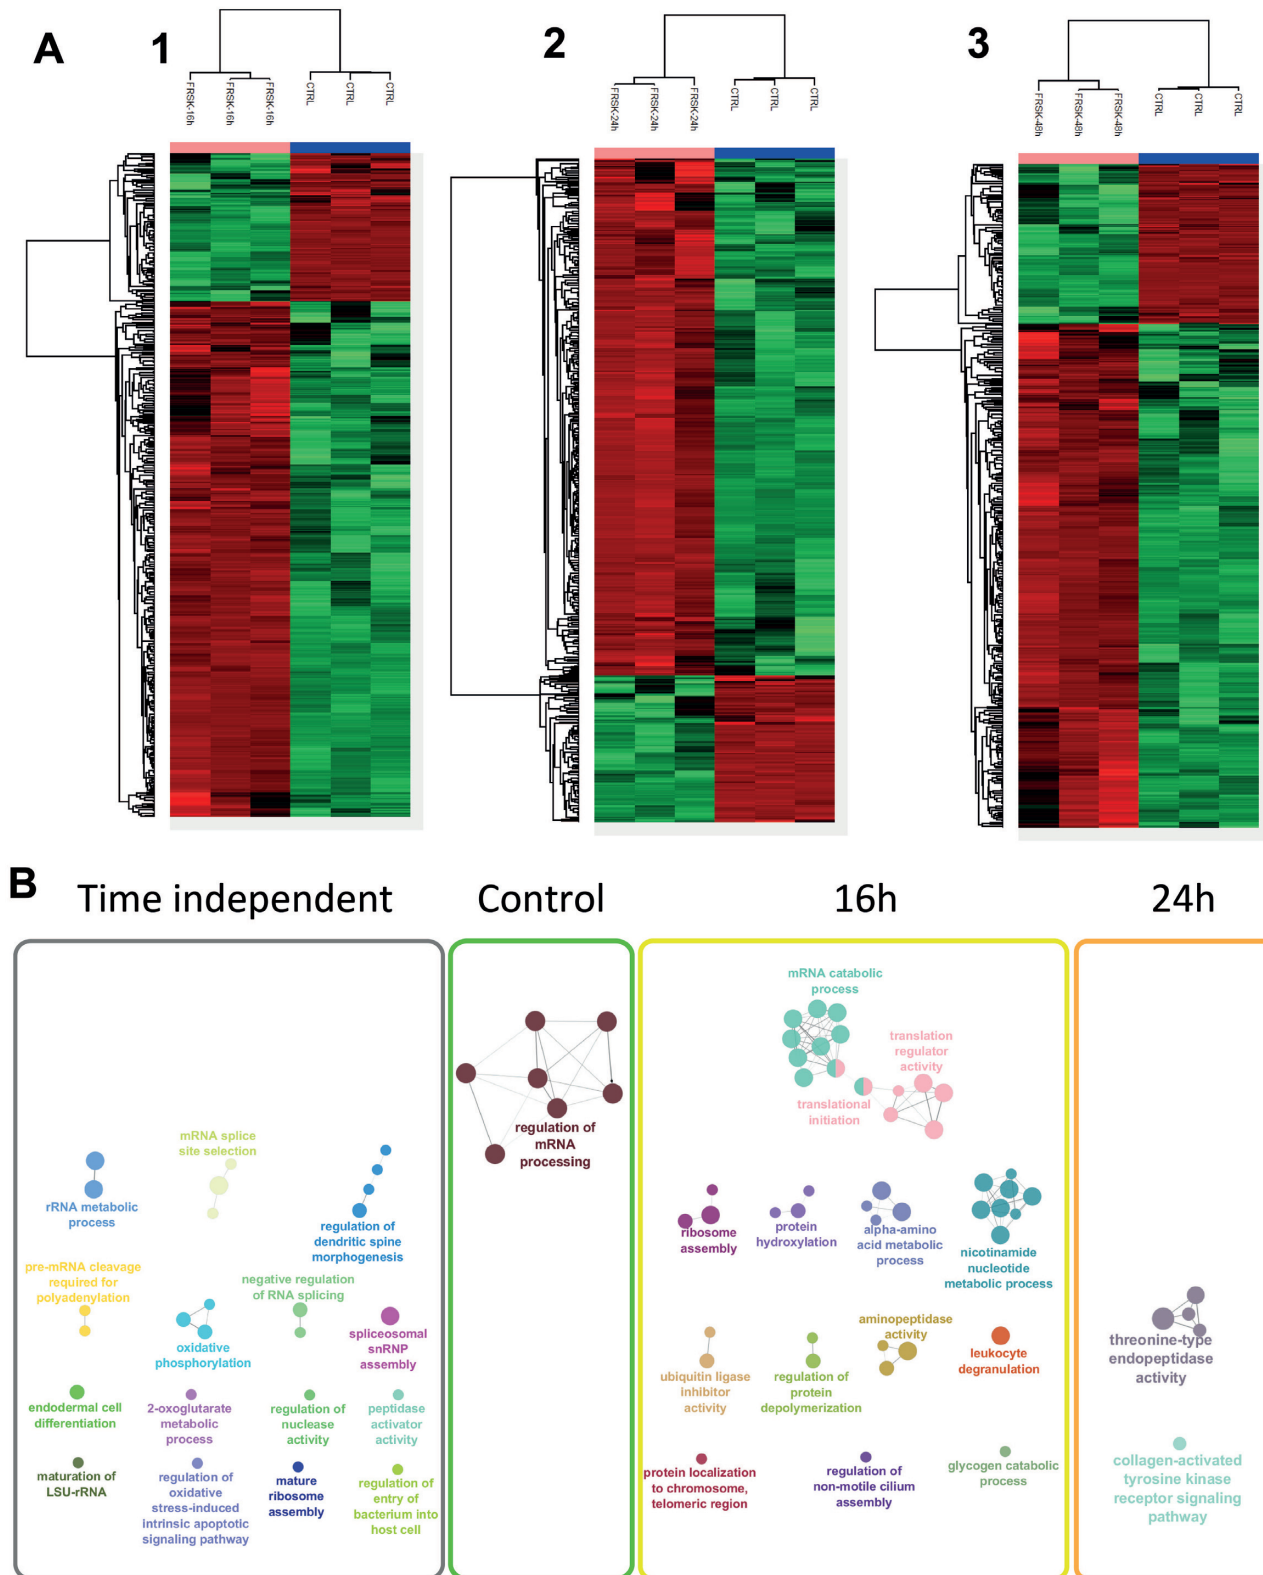 A
1
2
3
FRSK-16h
FRSK-16h
FRSK-16h
CTRL
CTRL
CTRL
FRSK-24h
FRSK-24h
FRSK-24h
CTRL
CTRL
CTRL
FRSK-48h
FRSK-48h
FRSK-48h
CTRL
CTRL
CTRL
B
Time independent
Control
16h
24h
rRNA metabolic
process
mRNA splice
site selection
regulation of
dendritic spine
morphogenesis
pre-mRNA cleavage
required for
polyadenylation
oxidative
phosphorylation
negative regulation
of RNA splicing
spliceosomal
snRNP
assembly
endodermal cell
differentiation
2-oxoglutarate
metabolic
process
regulation of
nuclease
activity
peptidase
activator
activity
maturation of
LSU-rRNA
regulation of
oxidative
stress-induced
intrinsic apoptotic
signaling pathway
mature
ribosome
assembly
regulation of
entry of
bacterium into
host cell
regulation of
mRNA
processing
mRNA catabolic
process
translation
regulator
activity
translational
initiation
ribosome
assembly
protein
hydroxylation
alpha-amino
acid metabolic
process
nicotinamide
nucleotide
metabolic process
ubiquitin ligase
inhibitor
activity
regulation of
protein
depolymerization
aminopeptidase
activity
leukocyte
degranulation
protein localization
to chromosome,
telomeric region
regulation of
non-motile cilium
assembly
glycogen catabolic
process
threonine-type
endopeptidase
activity
collagen-activated
tyrosine kinase
receptor signaling
pathway